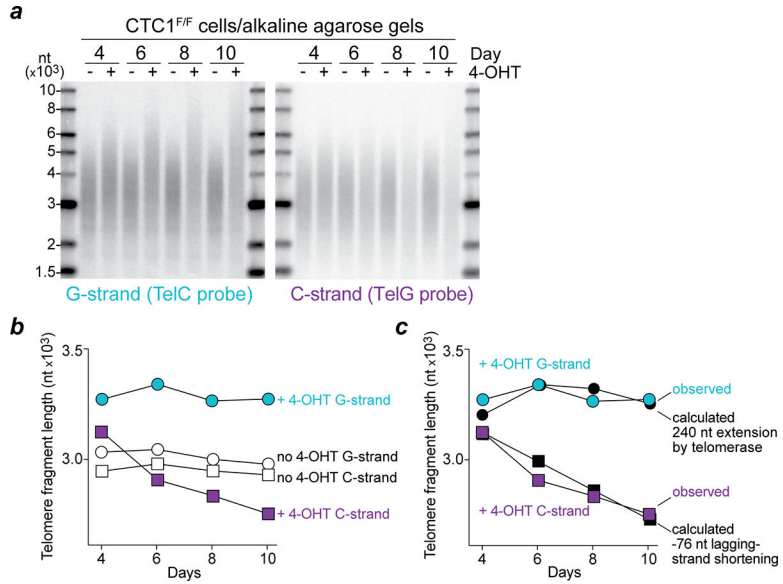 a
CTC1F/F cells/alkaline agarose gels
nt
(x10³)
4 6 8 10 4 6 8 10 Day
- + - + - + - + - + - + - + - + 4-OHT
10
8
6
5
4
3
2
1.5
G-strand (TelC probe) C-strand (TelG probe)
b
Telomere fragment length (nt x10³)
3.5
3.0
+ 4-OHT G-strand
no 4-OHT G-strand
no 4-OHT C-strand
+ 4-OHT C-strand
4 6 8 10
Days
c
Telomere fragment length (nt x10³)
3.5
3.0
+ 4-OHT G-strand
observed
calculated
240 nt extension
by telomerase
+ 4-OHT C-strand
observed
calculated
-76 nt lagging-
strand shortening
4 6 8 10
Days